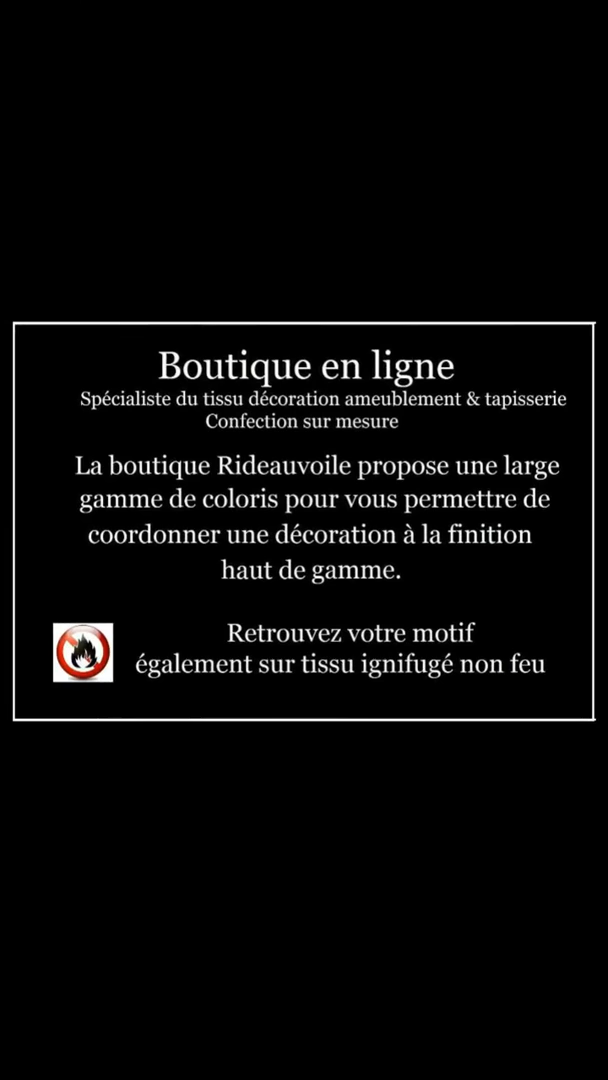 Boutique en ligne
Spécialiste du tissu décoration ameublement & tapisserie
Confection sur mesure
La boutique Rideauvoile propose une large
gamme de coloris pour vous permettre de
coordonner une décoration à la finition
haut de gamme.
Retrouvez votre motif
également sur tissu ignifugé non feu